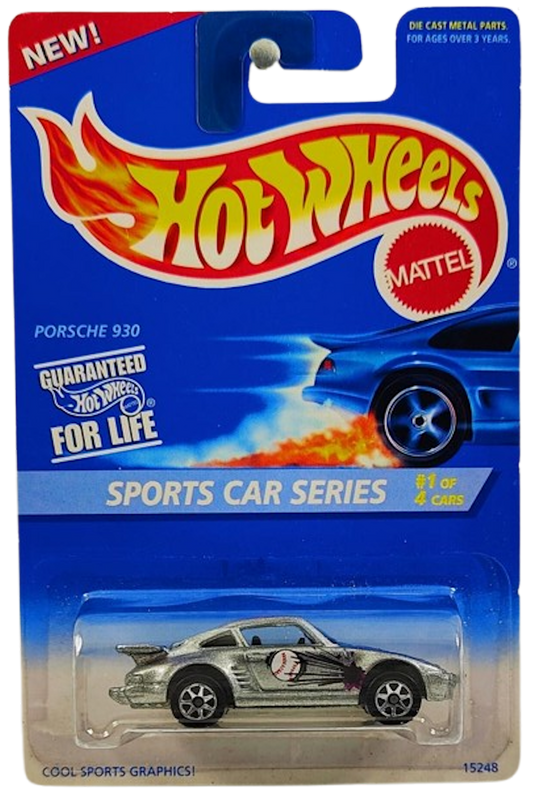 NEW!
DIE CAST METAL PARTS.
FOR AGES OVER 3 YEARS.
HOT WHEELS
MATTEL
®
PORSCHE 930
GUARANTEED
HOT WHEELS ®
FOR LIFE
SPORTS CAR SERIES
#1 OF
4 CARS
COOL SPORTS GRAPHICS!
15248